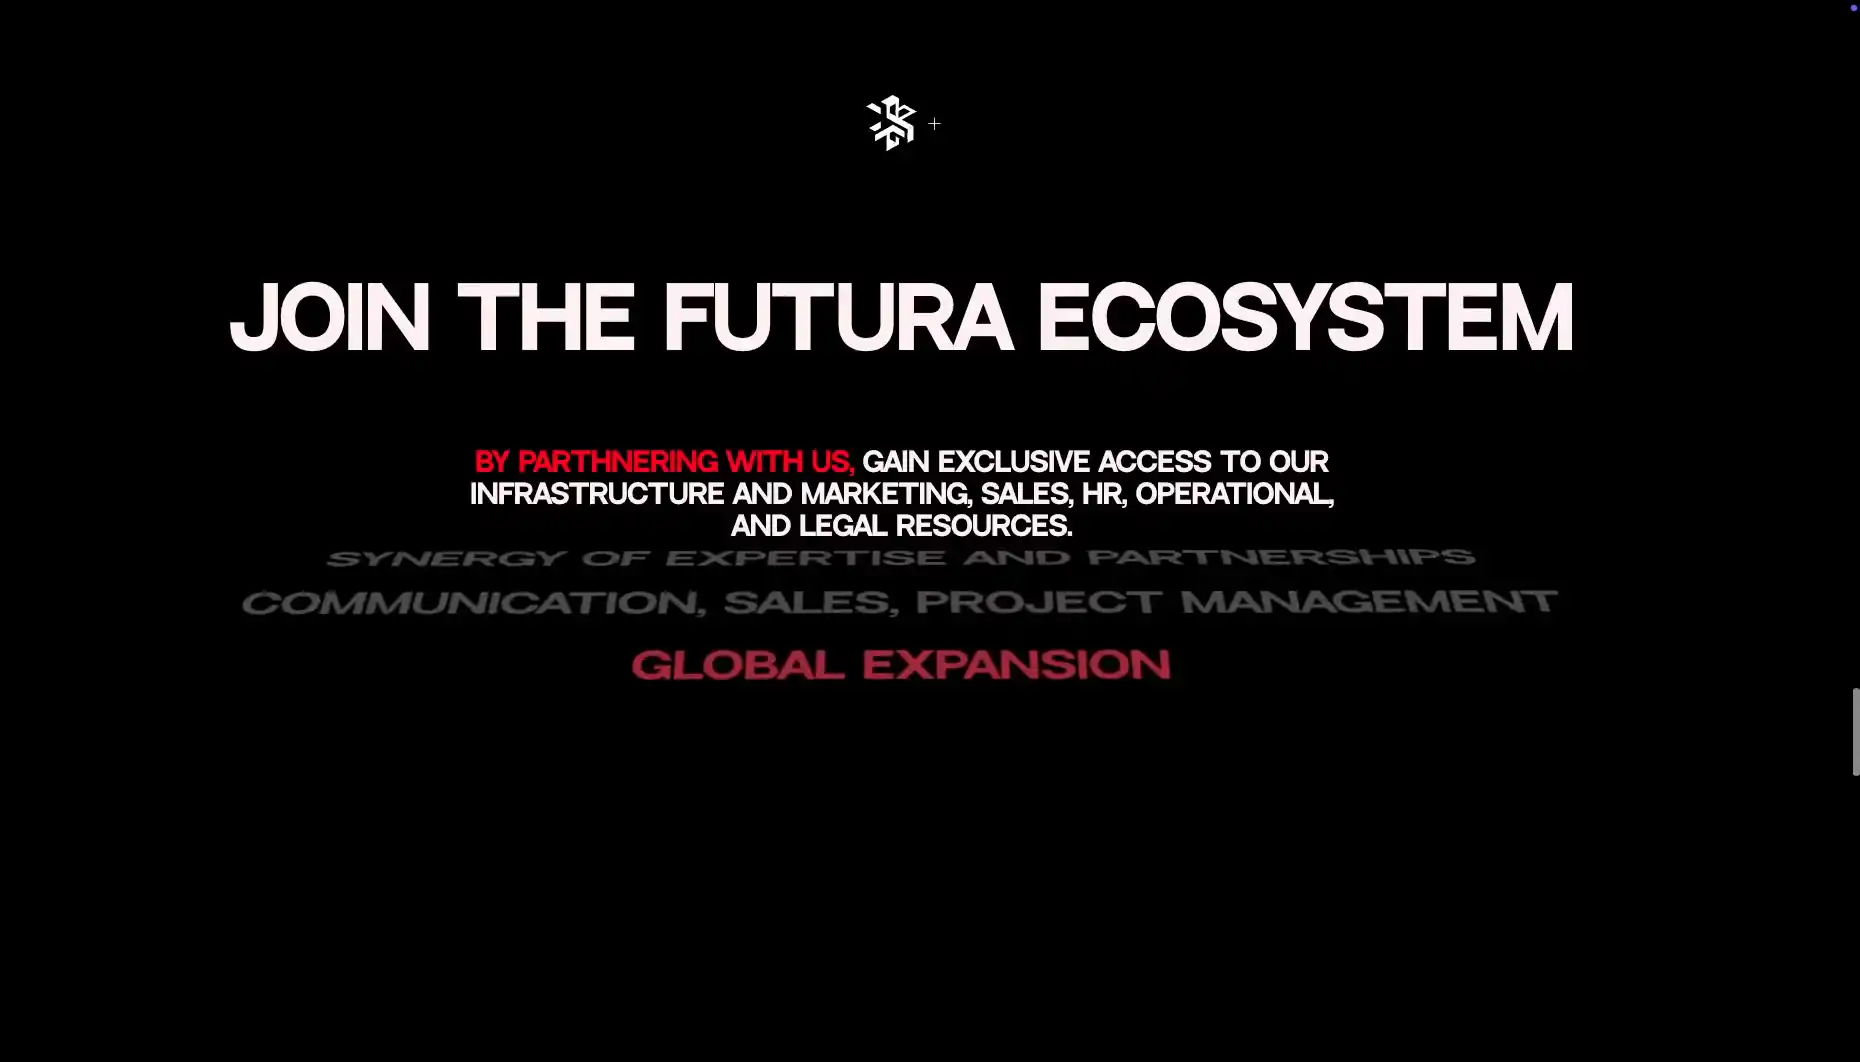 JOIN THE FUTURA ECOSYSTEM
BY PARTHNERING WITH US, GAIN EXCLUSIVE ACCESS TO OUR
INFRASTRUCTURE AND MARKETING, SALES, HR, OPERATIONAL,
AND LEGAL RESOURCES.
SYNERGY OF EXPERTISE AND PARTNERSHIPS
COMMUNICATION, SALES, PROJECT MANAGEMENT
GLOBAL EXPANSION